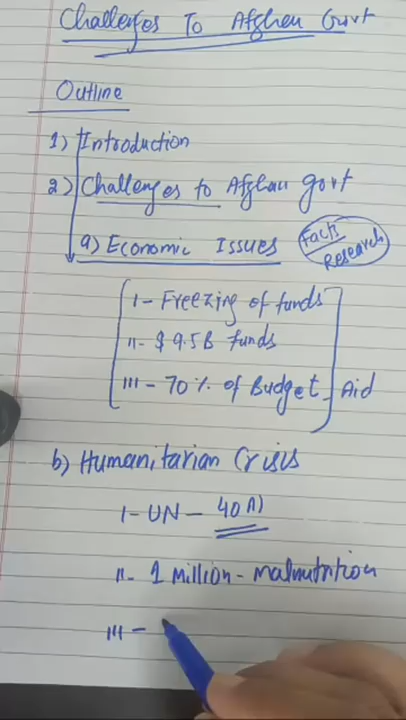 Challenges To Afghan Govt
Outline
1) Introduction
2) Challenges to Afghan govt
a) Economic Issues
Facts
Research
I- Freezing of funds
II- $ 9.5B funds
III- 70% of Budget - Aid
b) Humanitarian Crisis
I- UN -
II- 1 Million - malnutrition
III -